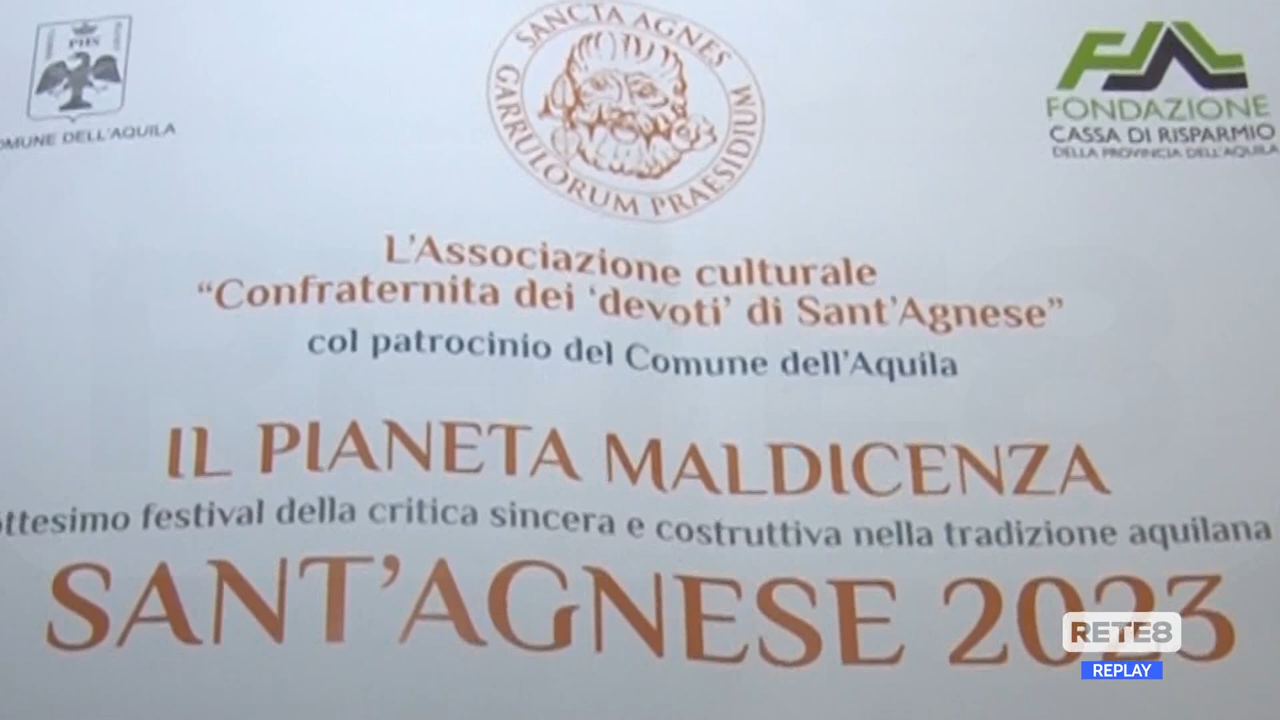 PHS
COMUNE DELL'AQUILA
SANCTA AGNES
GARRULORUM PRAESIDIUM
FONDAZIONE
CASSA DI RISPARMIO
DELLA PROVINCIA DELL'AQUILA
L'Associazione culturale
“Confraternita dei ‘devoti’ di Sant'Agnese”
col patrocinio del Comune dell'Aquila
IL PIANETA MALDICENZA
festival della critica sincera e costruttiva nella tradizione aquilana
SANT'AGNESE 2023
RETE8
REPLAY